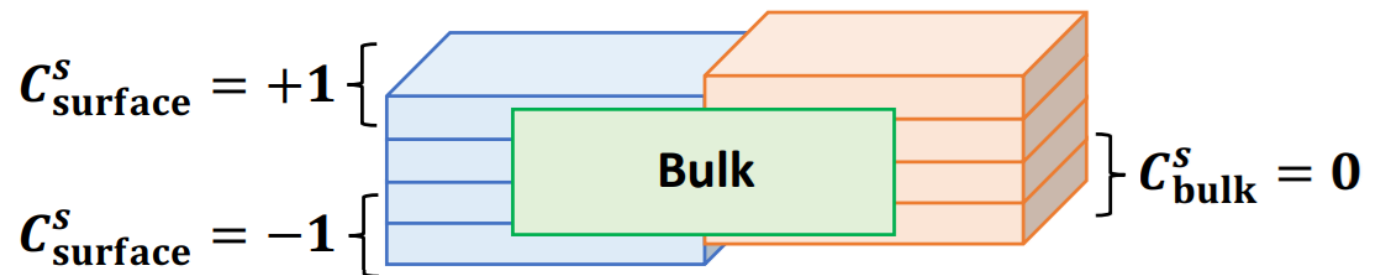 C^s_surface = +1
Bulk
C^s_bulk = 0
C^s_surface = −1